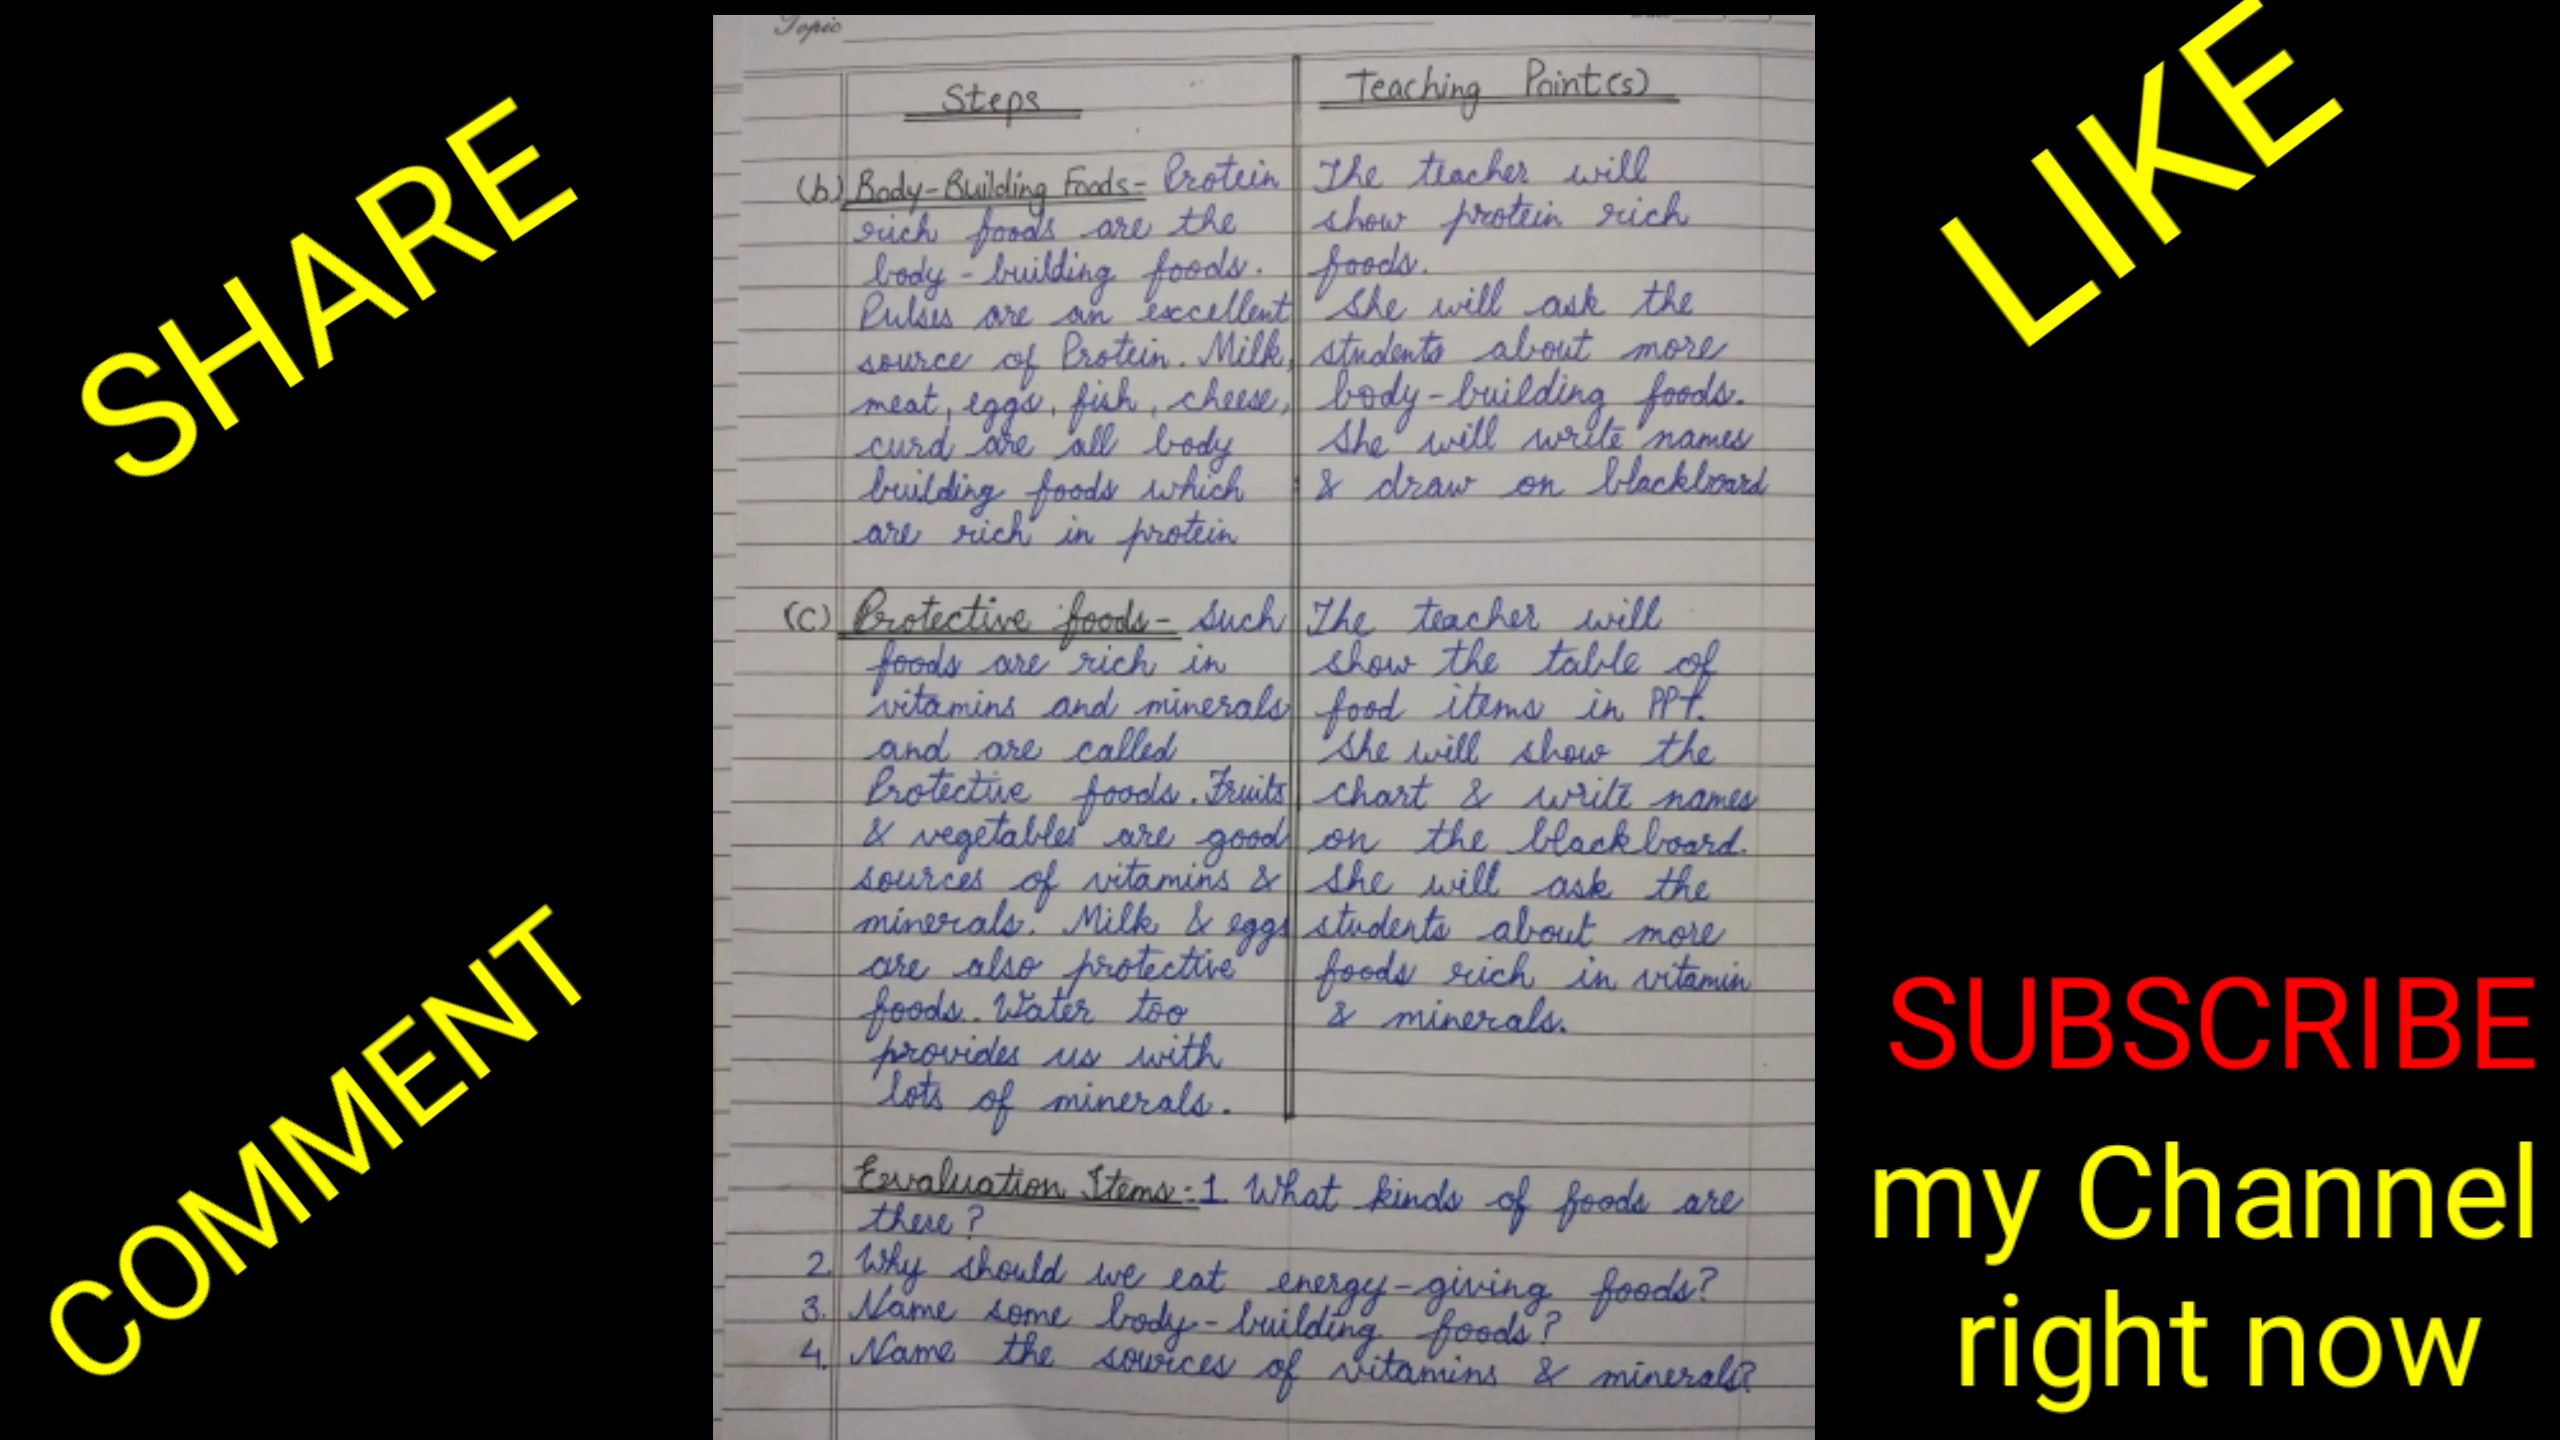 SHARE
LIKE
COMMENT
SUBSCRIBE
my Channel
right now
Topic
Steps
Teaching Point(s)
(b) Body-Building Foods- Protein
rich foods are the
body-building foods.
Pulses are an excellent
source of Protein. Milk,
meat, eggs, fish, cheese,
curd are all body
building foods which
are rich in protein
The teacher will
show protein rich
foods.
She will ask the
students about more
body-building foods.
She will write names
& draw on blackboard
(c) Protective foods- Such
foods are rich in
vitamins and minerals
and are called
Protective foods. Fruits
& vegetables are good
sources of vitamins &
minerals. Milk & eggs
are also protective
foods. Water too
provides us with
lots of minerals.
The teacher will
show the table of
food items in PPT.
She will show the
chart & write names
on the blackboard.
She will ask the
students about more
foods rich in vitamin
& minerals.
Evaluation Items:- 1 What kinds of foods are
there?
2. Why should we eat energy-giving foods?
3. Name some body-building foods?
4. Name the sources of vitamins & minerals?